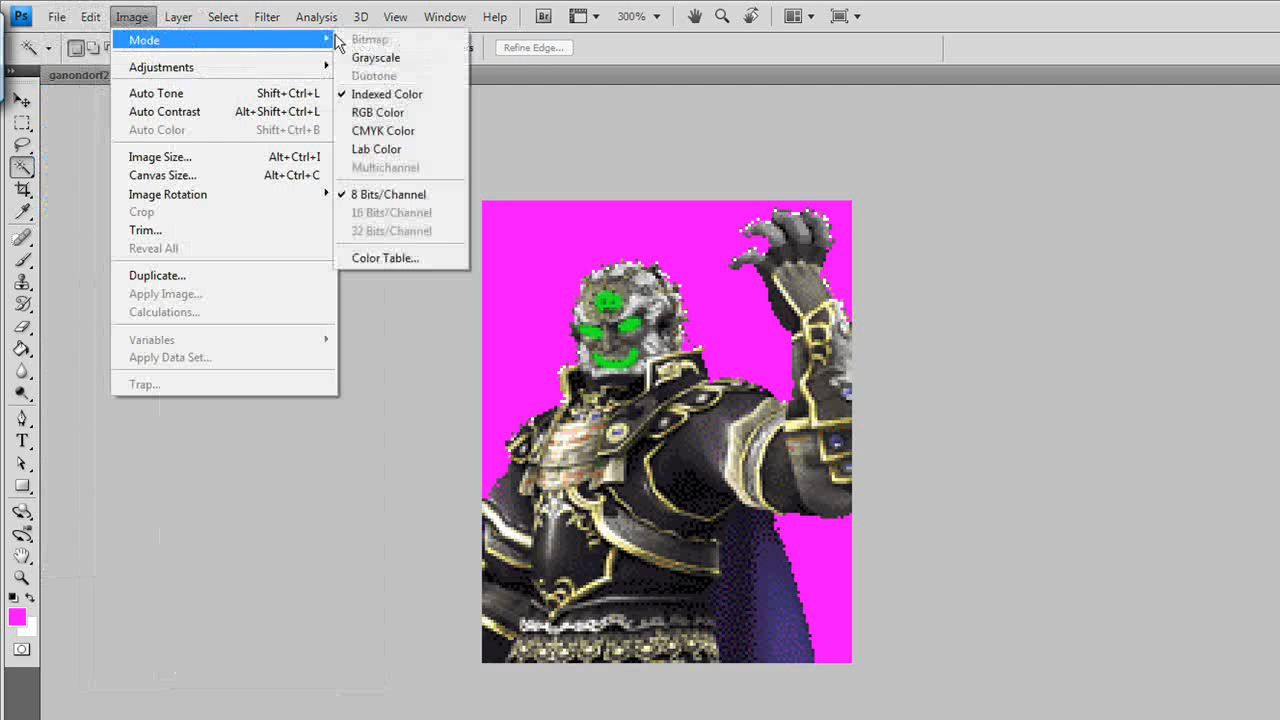 Ps File Edit Image Layer Select Filter Analysis 3D View Window Help Br 300%
Refine Edge...
ganondorf2
Mode
Adjustments
Auto Tone Shift+Ctrl+L
Auto Contrast Alt+Shift+Ctrl+L
Auto Color Shift+Ctrl+B
Image Size... Alt+Ctrl+I
Canvas Size... Alt+Ctrl+C
Image Rotation
Crop
Trim...
Reveal All
Duplicate...
Apply Image...
Calculations...
Variables
Apply Data Set...
Trap...
Bitmap
Grayscale
Duotone
Indexed Color
RGB Color
CMYK Color
Lab Color
Multichannel
8 Bits/Channel
16 Bits/Channel
32 Bits/Channel
Color Table...
T